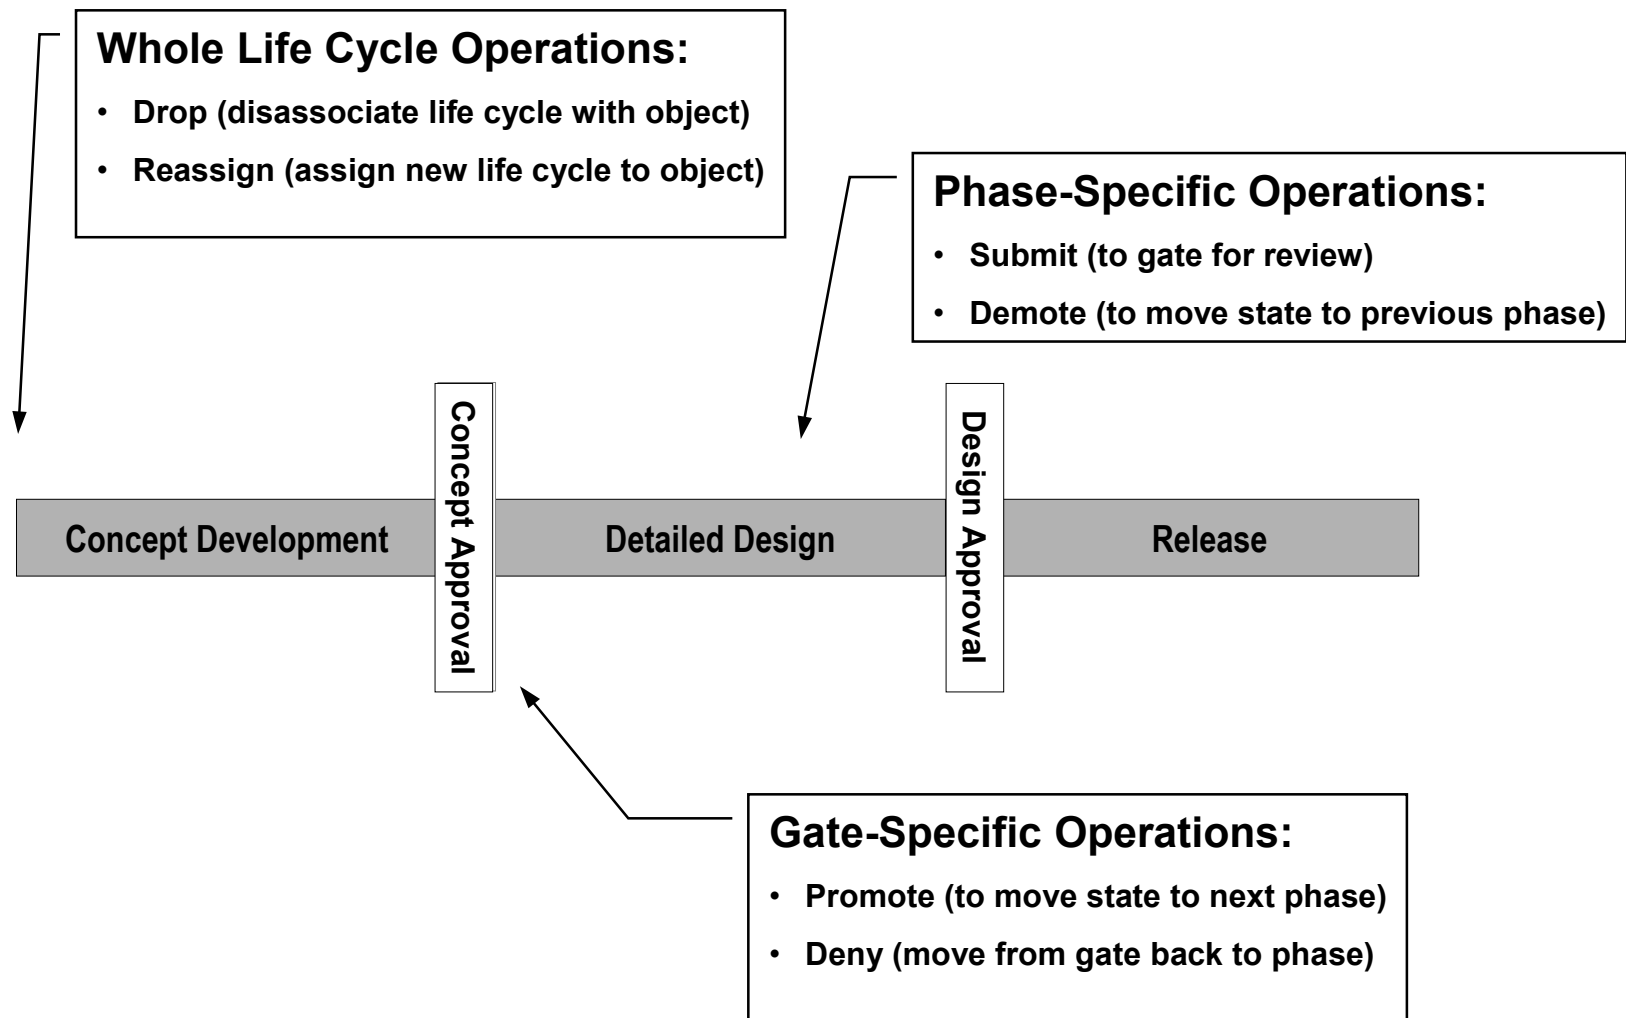 Whole Life Cycle Operations:
• Drop (disassociate life cycle with object)
• Reassign (assign new life cycle to object)
Phase-Specific Operations:
• Submit (to gate for review)
• Demote (to move state to previous phase)
Concept Development
Concept Approval
Detailed Design
Design Approval
Release
Gate-Specific Operations:
• Promote (to move state to next phase)
• Deny (move from gate back to phase)